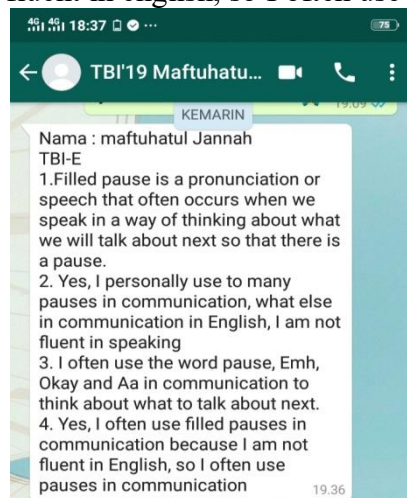 18:37
75
TBI'19 Maftuhatu...
19.09
KEMARIN
Nama : maftuhatul Jannah
TBI-E
1.Filled pause is a pronunciation or
speech that often occurs when we
speak in a way of thinking about what
we will talk about next so that there is
a pause.
2. Yes, I personally use to many
pauses in communication, what else
in communication in English, I am not
fluent in speaking
3. I often use the word pause, Emh,
Okay and Aa in communication to
think about what to talk about next.
4. Yes, I often use filled pauses in
communication because I am not
fluent in English, so I often use
pauses in communication
19.36